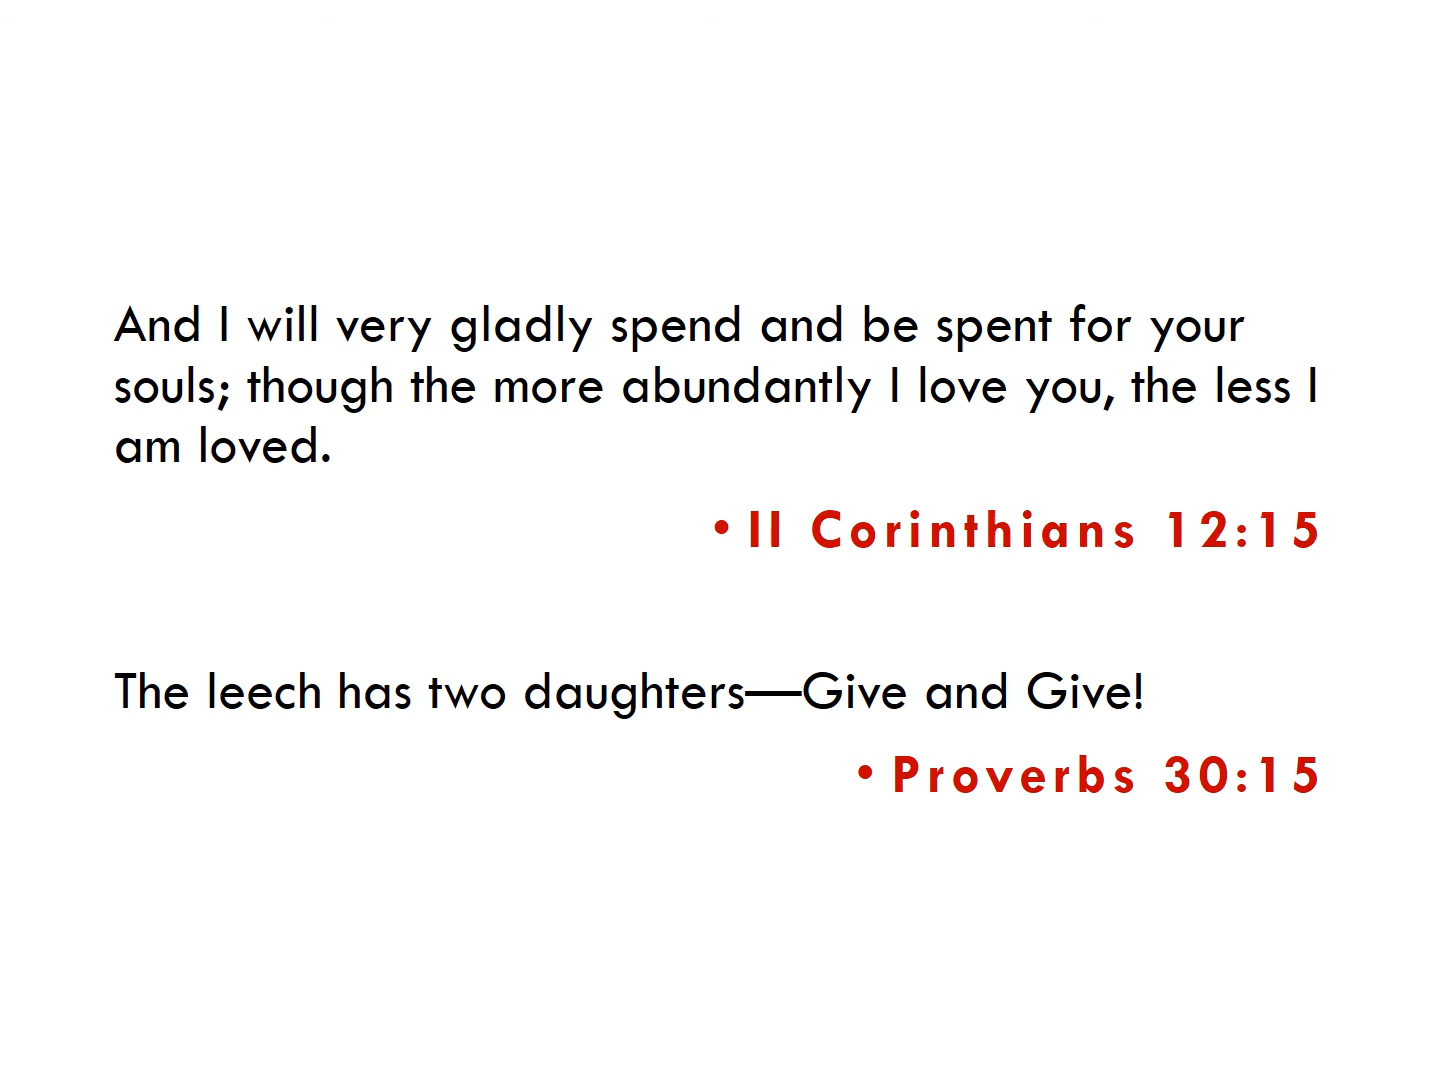 And I will very gladly spend and be spent for your
souls; though the more abundantly I love you, the less I
am loved.
• II Corinthians 12:15
The leech has two daughters—Give and Give!
• Proverbs 30:15